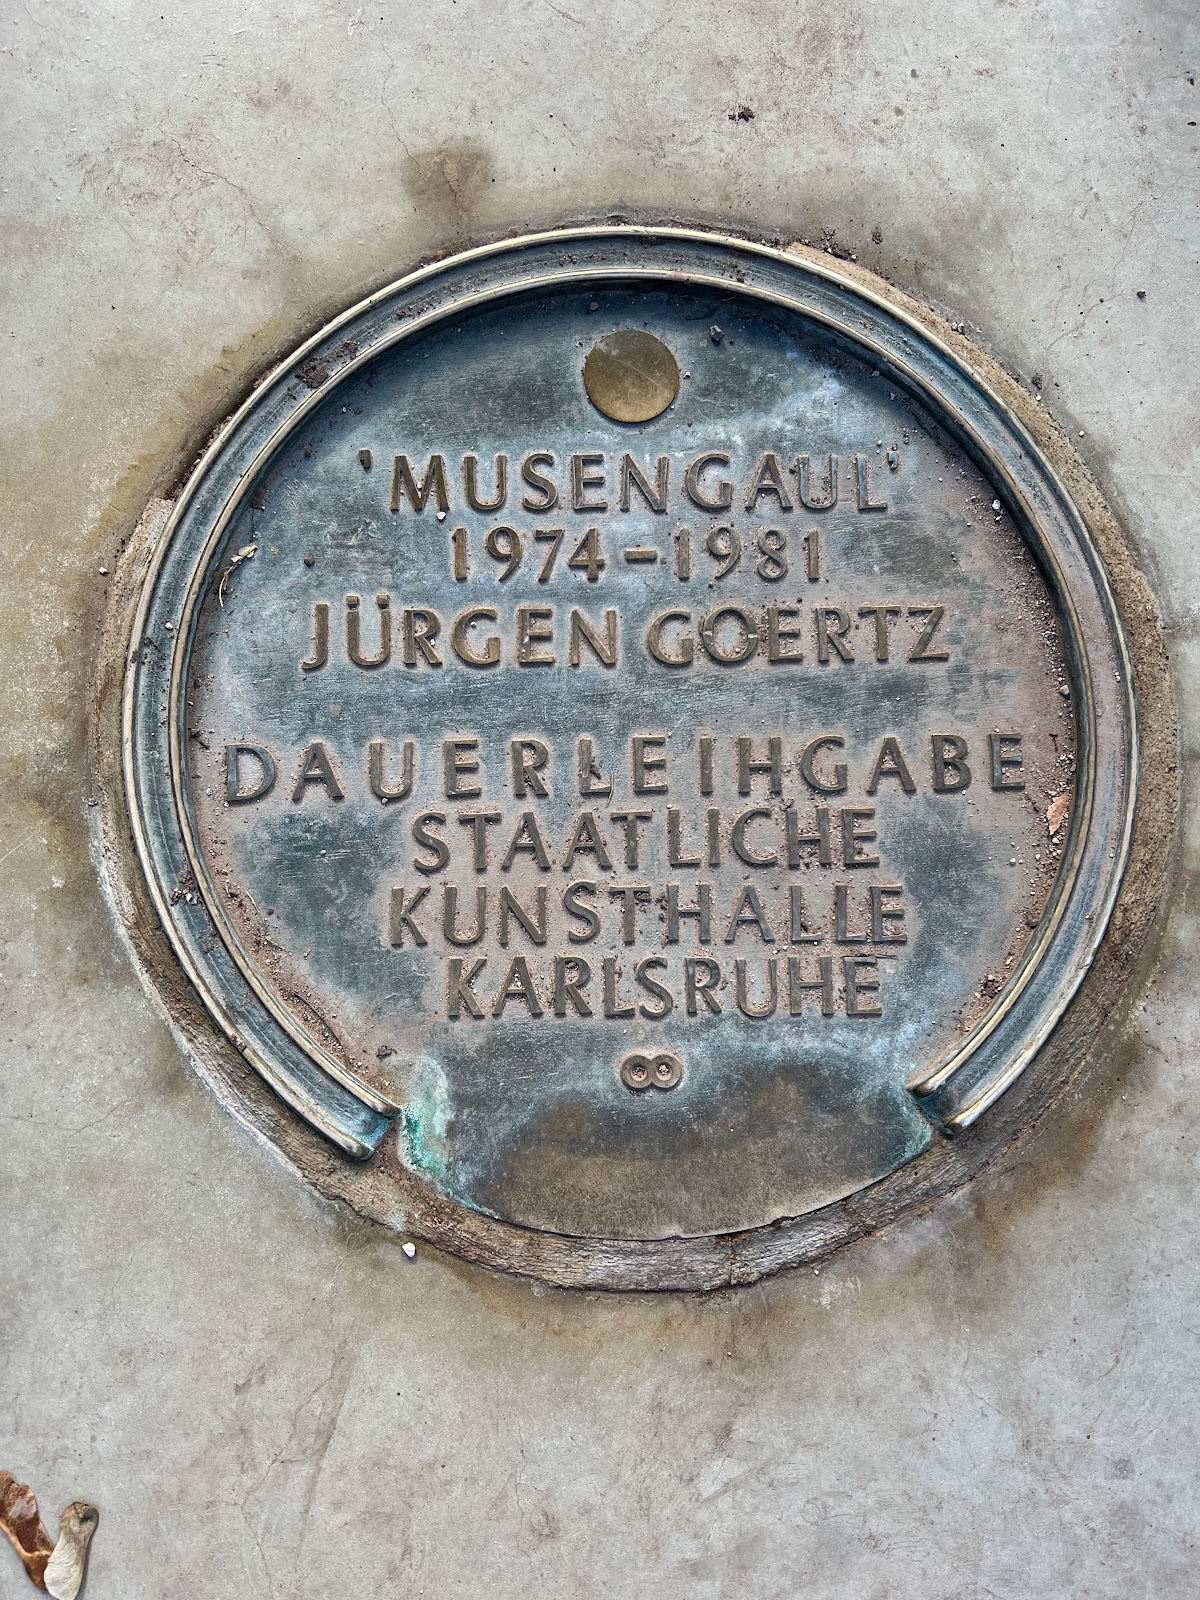 'MUSENGAUL'
1974-1981
JÜRGEN GOERTZ
DAUERLEIHGABE
STAATLICHE
KUNSTHALLE
KARLSRUHE